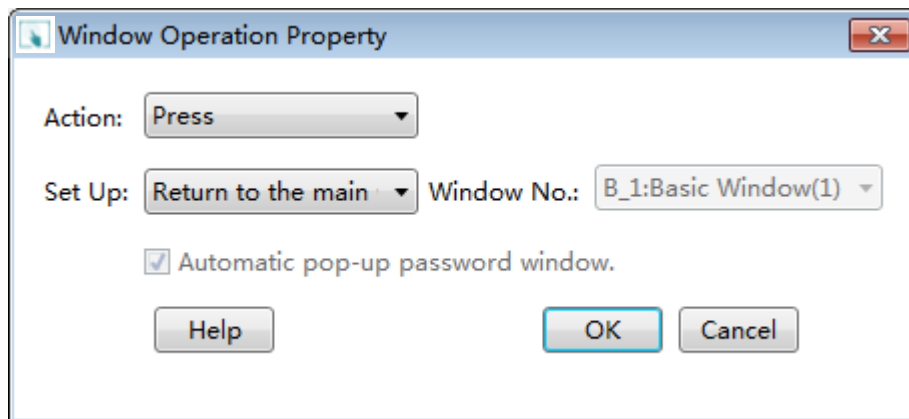 Window Operation Property
Action: Press
Set Up: Return to the main Window No.: B_1:Basic Window(1)
Automatic pop-up password window.
Help OK Cancel